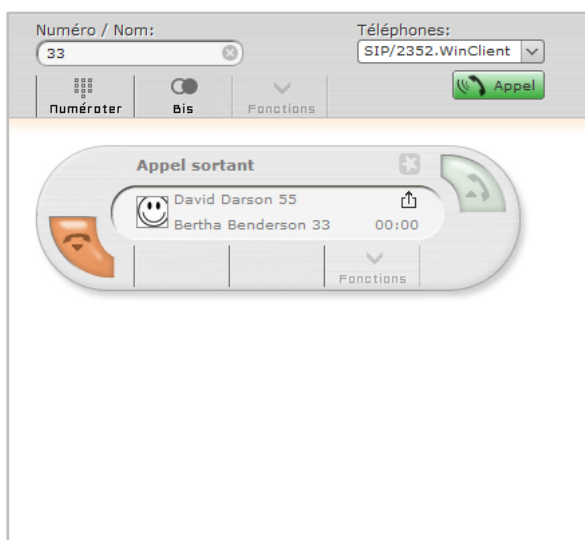 Numéro / Nom:
Téléphones:
33
SIP/2352.WinClient
Numéroter
Bis
Fonctions
Appel
Appel sortant
David Darson 55
Bertha Benderson 33
00:00
Fonctions